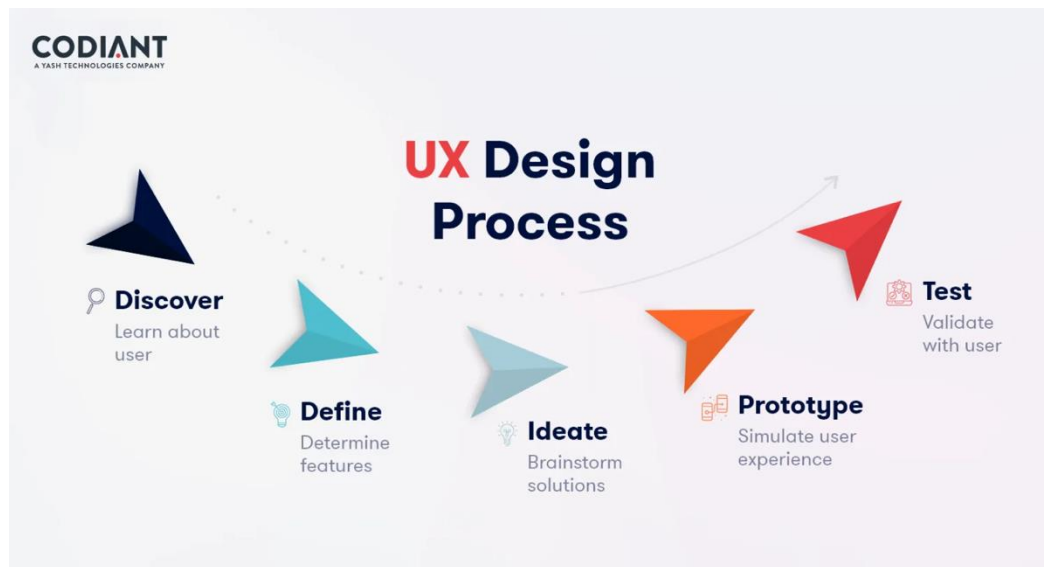 CODIANT
A YASH TECHNOLOGIES COMPANY
UX Design
Process
Discover
Learn about
user
Define
Determine
features
Ideate
Brainstorm
solutions
Prototype
Simulate user
experience
Test
Validate
with user